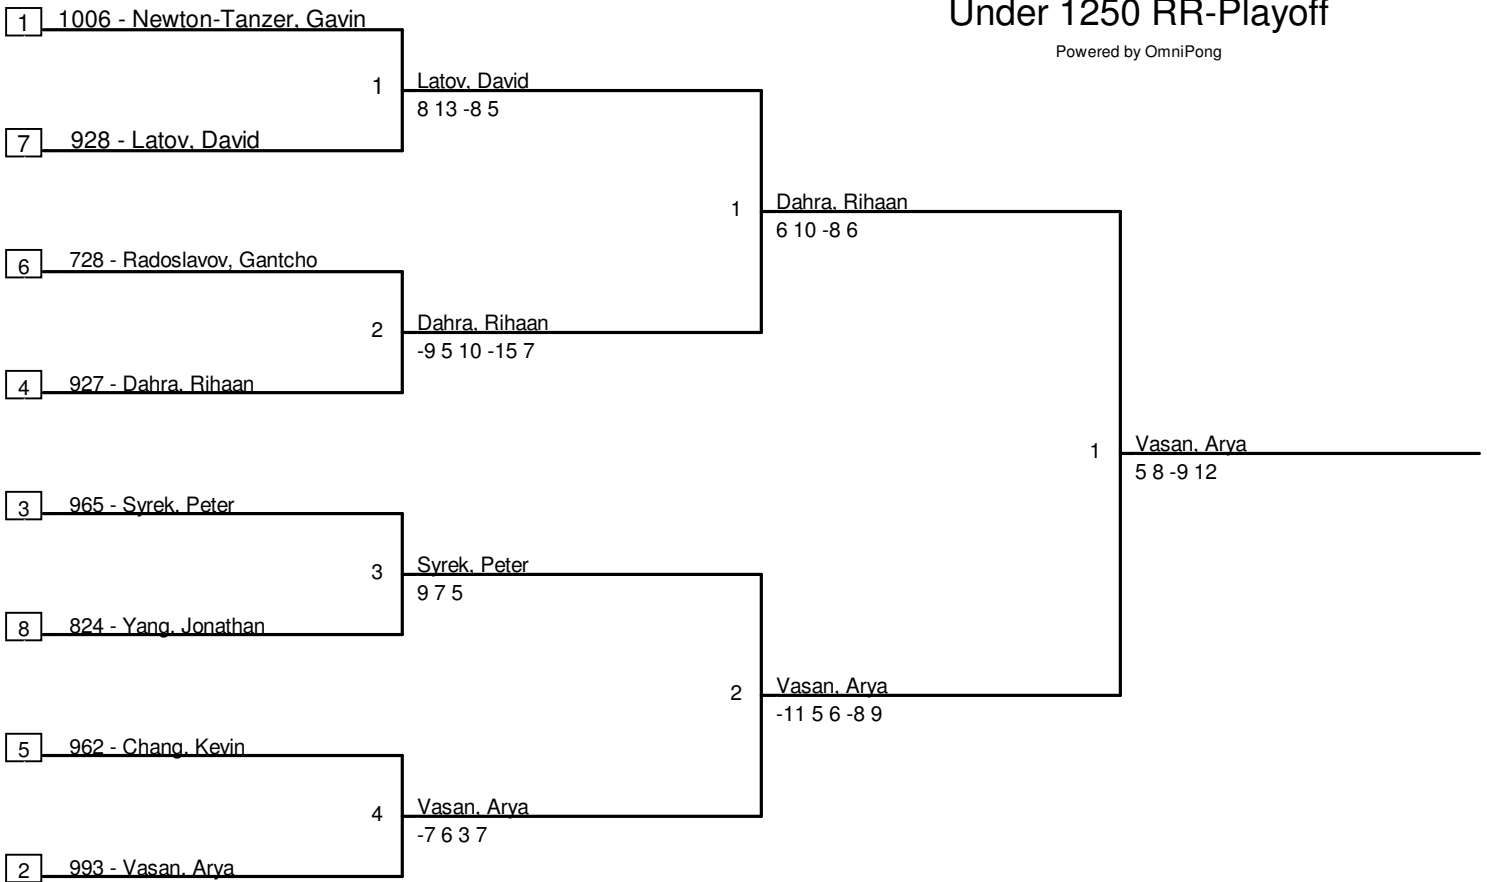 Under 1250 RR-Playoff
Powered by OmniPong
1 1006 - Newton-Tanzer, Gavin
1 Latov, David
8 13 -8 5
7 928 - Latov, David
1 Dahra, Rihaan
6 10 -8 6
6 728 - Radoslavov, Gantcho
2 Dahra, Rihaan
-9 5 10 -15 7
4 927 - Dahra, Rihaan
1 Vasan, Arya
5 8 -9 12
3 965 - Syrek, Peter
3 Syrek, Peter
9 7 5
8 824 - Yang, Jonathan
2 Vasan, Arya
-11 5 6 -8 9
5 962 - Chang, Kevin
4 Vasan, Arya
-7 6 3 7
2 993 - Vasan, Arya